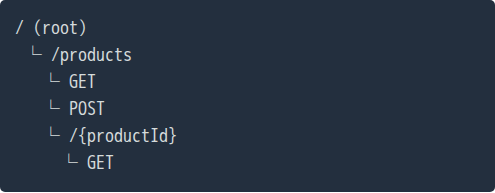 / (root)
└ /products
└ GET
└ POST
└ /{productId}
└ GET